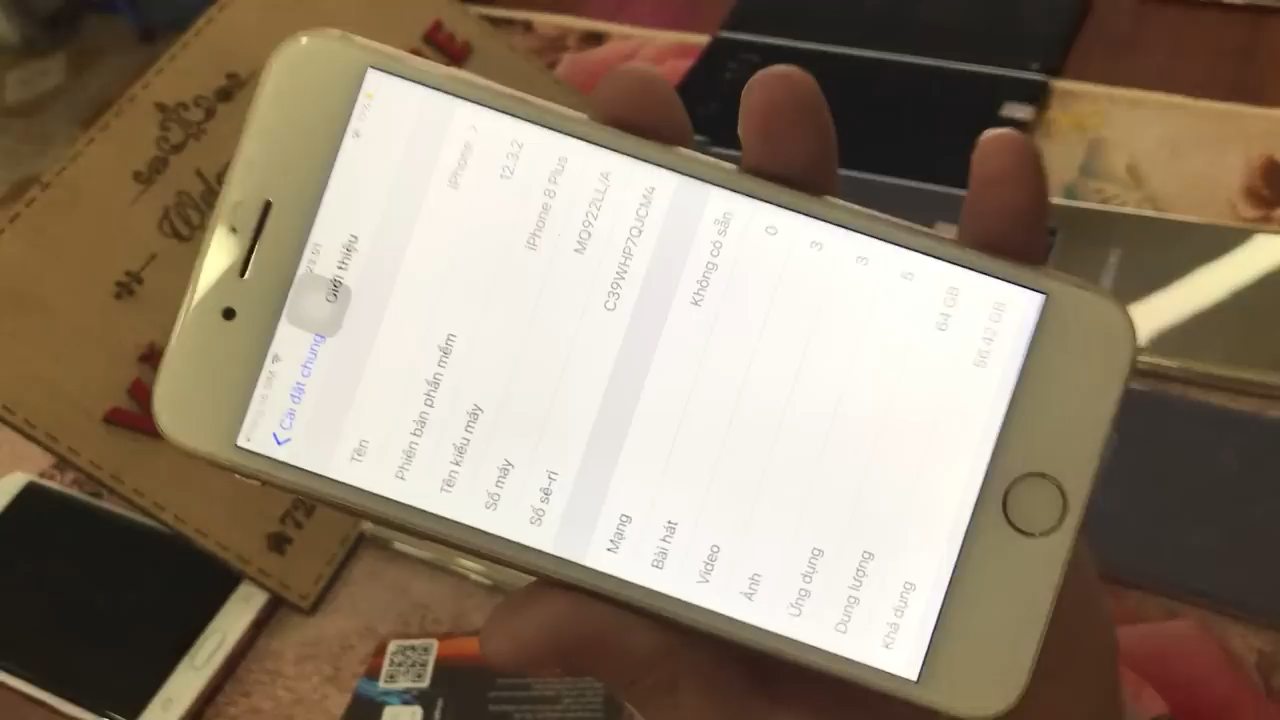 Cài đặt chung
Giới thiệu
Tên iPhone
Phiên bản phần mềm 12.3.2
Tên kiểu máy iPhone 8 Plus
Số máy MQ922LL/A
Số sê-ri C39WHP7QJCM4
Mạng Không có sẵn
Bài hát 0
Video 3
Ảnh 3
Ứng dụng 5
Dung lượng 64 GB
Khả dụng 56,42 GB